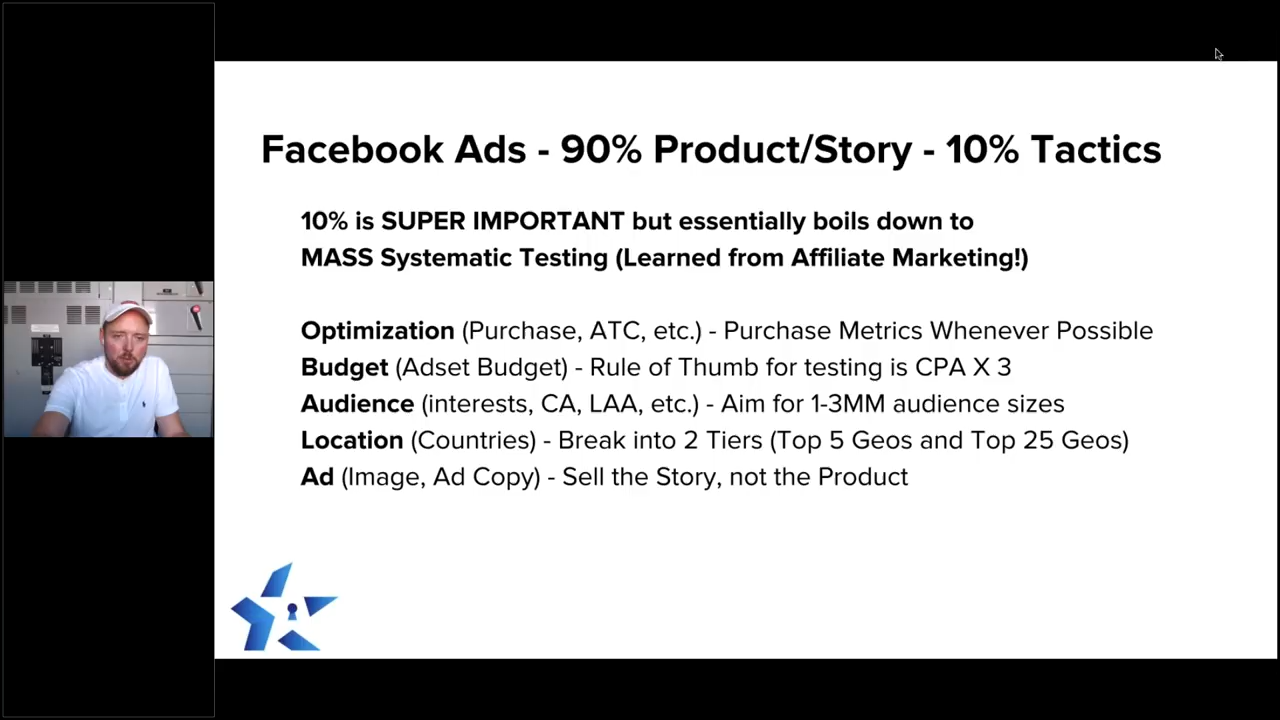 Facebook Ads - 90% Product/Story - 10% Tactics
10% is SUPER IMPORTANT but essentially boils down to
MASS Systematic Testing (Learned from Affiliate Marketing!)
Optimization (Purchase, ATC, etc.) - Purchase Metrics Whenever Possible
Budget (Adset Budget) - Rule of Thumb for testing is CPA X 3
Audience (interests, CA, LAA, etc.) - Aim for 1-3MM audience sizes
Location (Countries) - Break into 2 Tiers (Top 5 Geos and Top 25 Geos)
Ad (Image, Ad Copy) - Sell the Story, not the Product